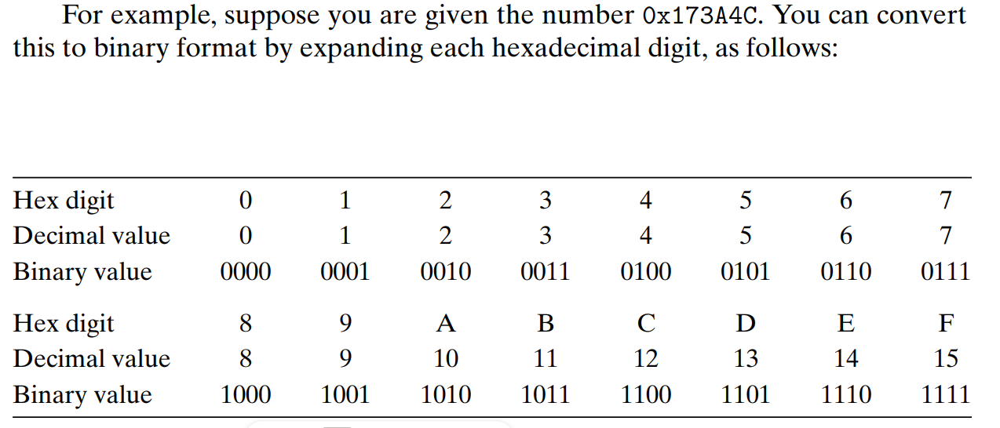 For example, suppose you are given the number 0x173A4C. You can convert
this to binary format by expanding each hexadecimal digit, as follows:
Hex digit 0 1 2 3 4 5 6 7
Decimal value 0 1 2 3 4 5 6 7
Binary value 0000 0001 0010 0011 0100 0101 0110 0111
Hex digit 8 9 A B C D E F
Decimal value 8 9 10 11 12 13 14 15
Binary value 1000 1001 1010 1011 1100 1101 1110 1111